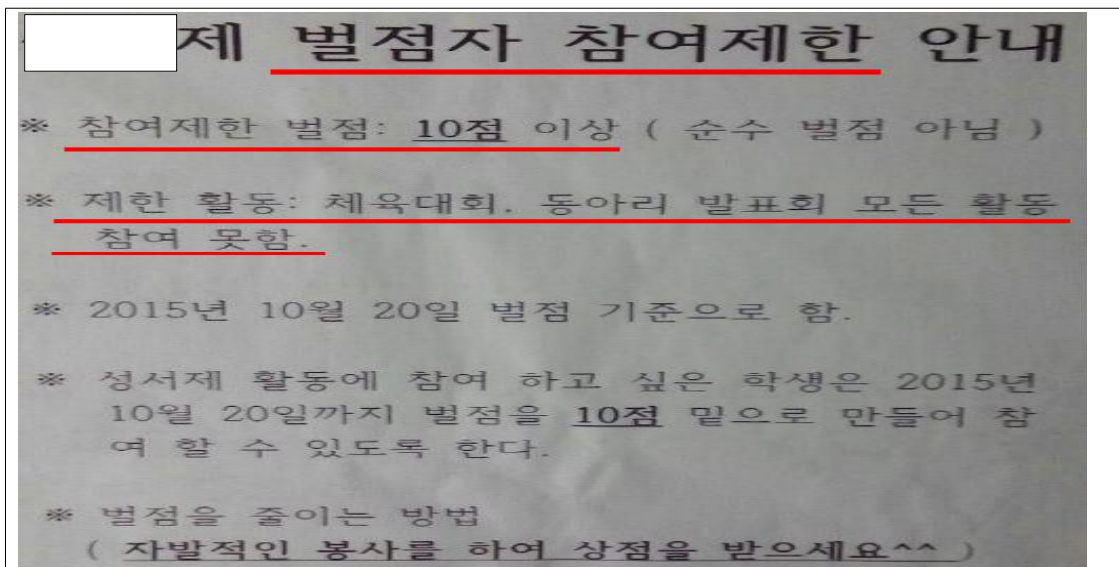 제 벌점자 참여제한 안내
※ 참여제한 벌점: 10점 이상 ( 순수 벌점 아님 )
※ 제한 활동: 체육대회. 동아리 발표회 모든 활동
참여 못함.
※ 2015년 10월 20일 벌점 기준으로 함.
※ 성서제 활동에 참여 하고 싶은 학생은 2015년
10월 20일까지 벌점을 10점 밑으로 만들어 참
여 할 수 있도록 한다.
※ 벌점을 줄이는 방법
( 자발적인 봉사를 하여 상점을 받으세요^^ )